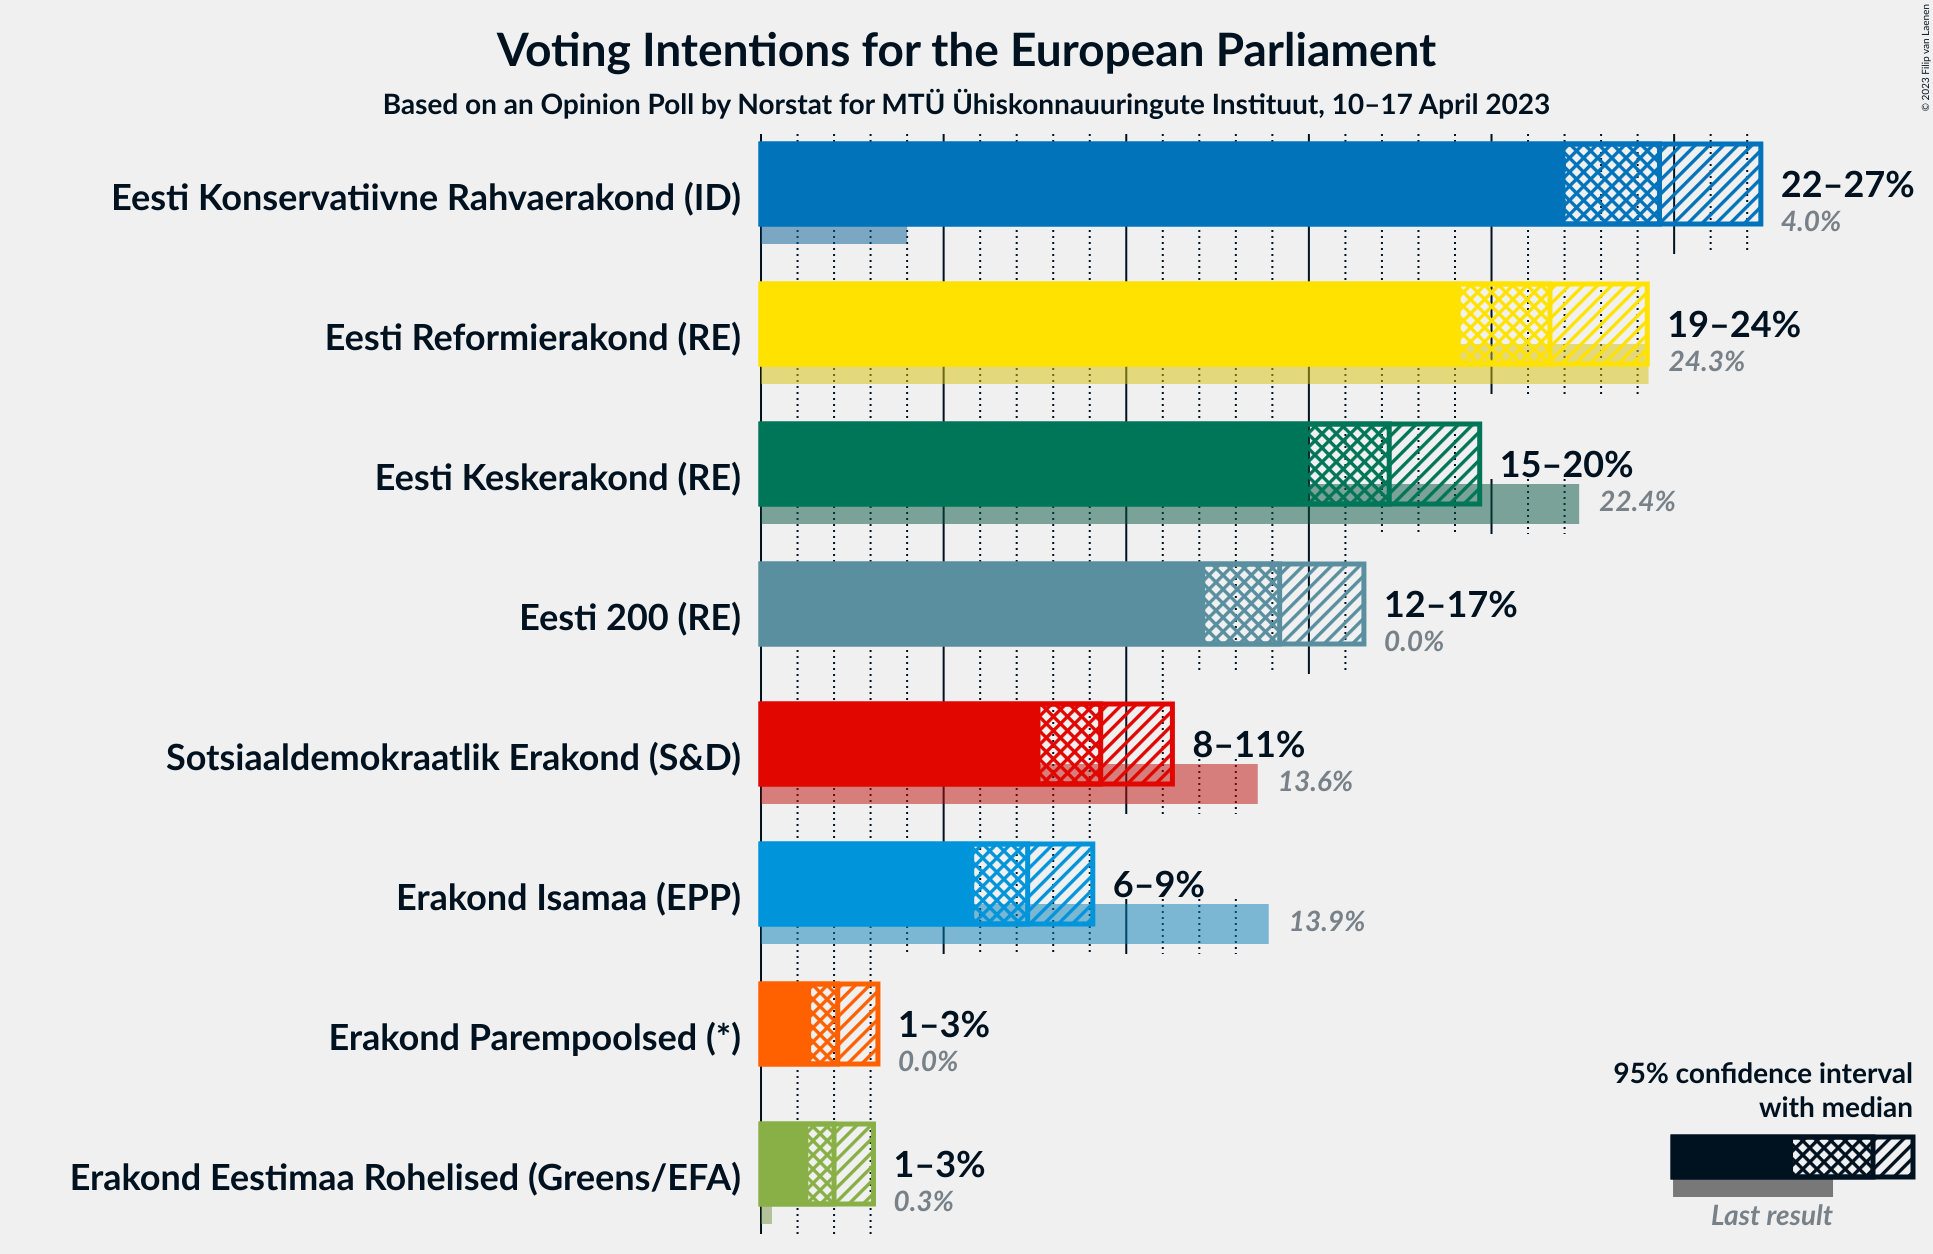 Voting Intentions for the European Parliament
Based on an Opinion Poll by Norstat for MTÜ Ühiskonnauuringute Instituut, 10–17 April 2023
© 2023 Filip van Laenen
Eesti Konservatiivne Rahvaerakond (ID)
22–27%
4.0%
Eesti Reformierakond (RE)
19–24%
24.3%
Eesti Keskerakond (RE)
15–20%
22.4%
Eesti 200 (RE)
12–17%
0.0%
Sotsiaaldemokraatlik Erakond (S&D)
8–11%
13.6%
Erakond Isamaa (EPP)
6–9%
13.9%
Erakond Parempoolsed (*)
1–3%
0.0%
Erakond Eestimaa Rohelised (Greens/EFA)
1–3%
0.3%
95% confidence interval
with median
Last result